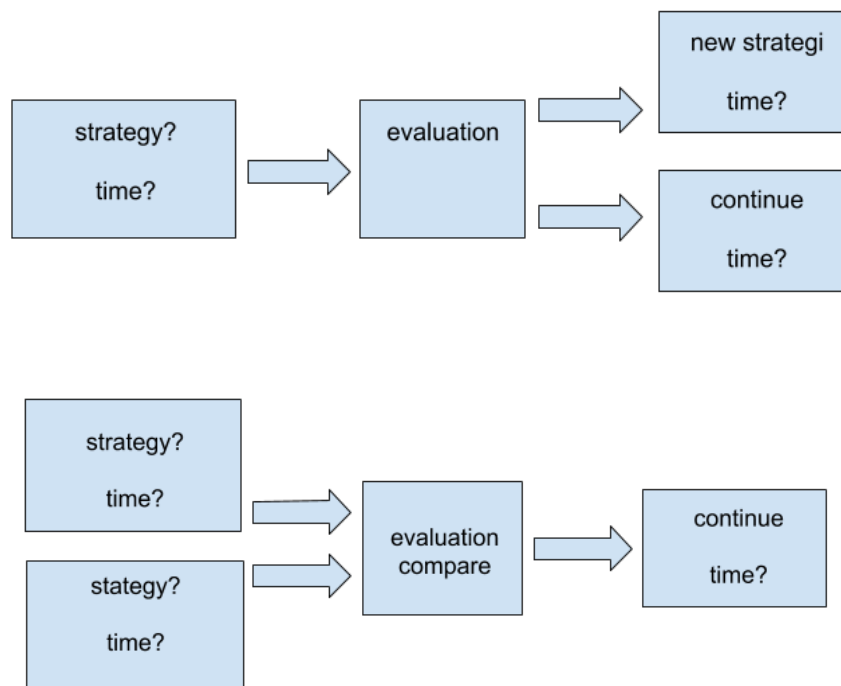 strategy?
time?
evaluation
new strategi
time?
continue
time?
strategy?
time?
stategy?
time?
evaluation
compare
continue
time?